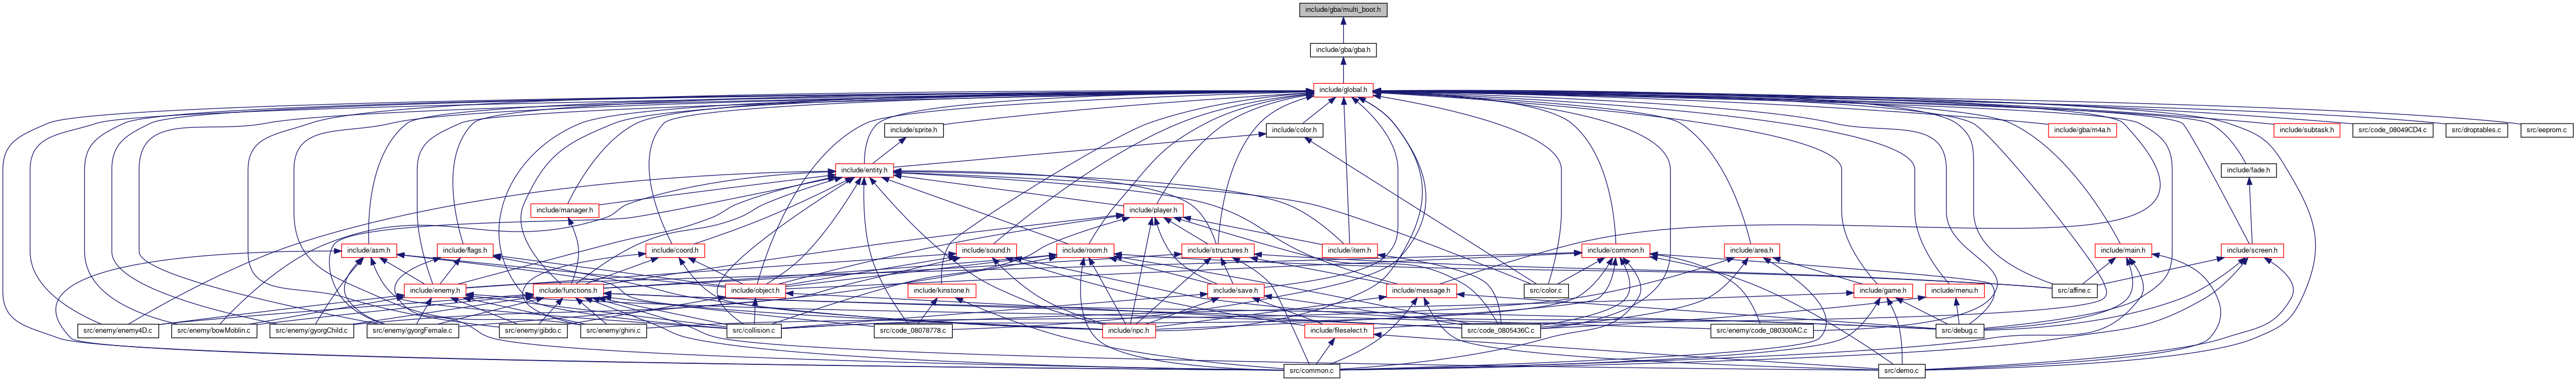 include/gba/multi_boot.h
include/gba/gba.h
include/global.h
include/sprite.h
include/color.h
include/gba/m4a.h
include/subtask.h
src/code_08049CD4.c
src/droptables.c
src/eeprom.c
include/entity.h
include/fade.h
include/manager.h
include/player.h
include/asm.h
include/flags.h
include/coord.h
include/sound.h
include/room.h
include/structures.h
include/item.h
include/common.h
include/area.h
include/main.h
include/screen.h
include/enemy.h
include/functions.h
include/object.h
include/kinstone.h
include/save.h
include/message.h
src/color.c
include/game.h
include/menu.h
src/affine.c
src/enemy/enemy4D.c
src/enemy/bowMoblin.c
src/enemy/gyorgChild.c
src/enemy/gyorgFemale.c
src/enemy/gibdo.c
src/enemy/ghini.c
src/collision.c
src/code_08078778.c
include/npc.h
include/fileselect.h
src/code_0805436C.c
src/enemy/code_080300AC.c
src/debug.c
src/common.c
src/demo.c